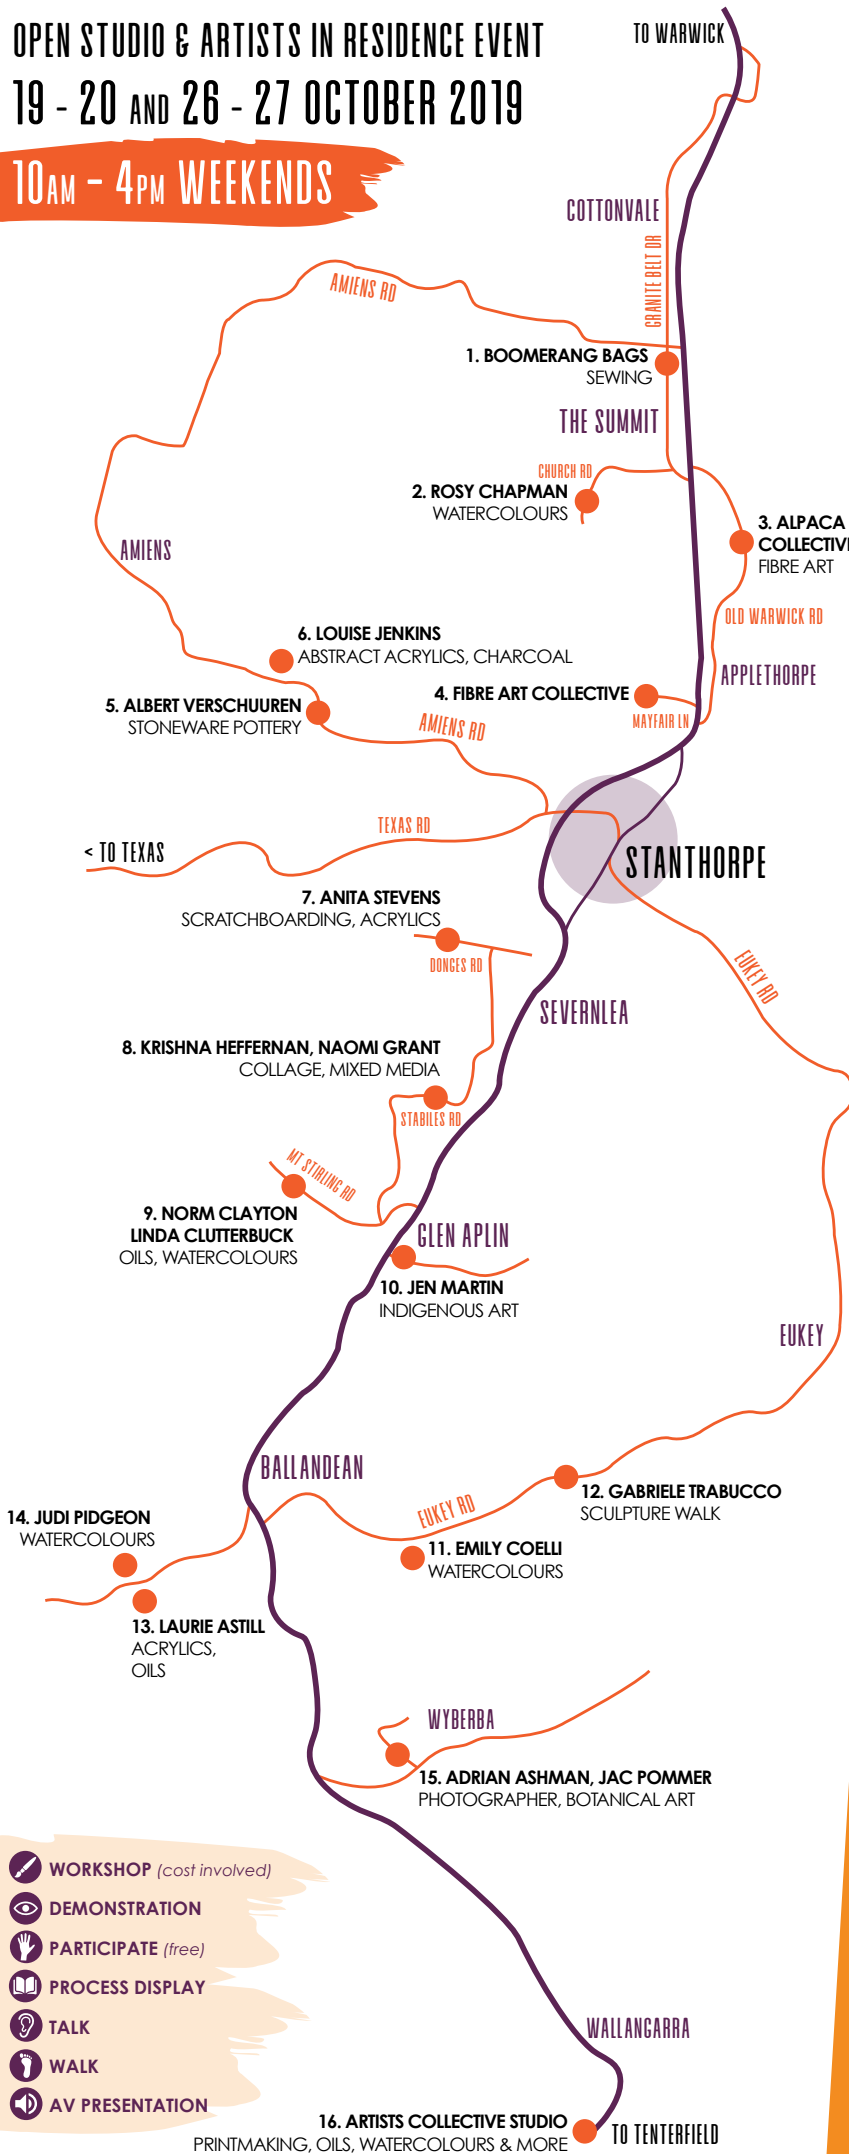 OPEN STUDIO & ARTISTS IN RESIDENCE EVENT
19 - 20 AND 26 - 27 OCTOBER 2019
10AM - 4PM WEEKENDS
TO WARWICK
COTTONVALE
GRANITE BELT DR
AMIENS RD
1. BOOMERANG BAGS
SEWING
THE SUMMIT
CHURCH RD
2. ROSY CHAPMAN
WATERCOLOURS
3. ALPACA
COLLECTIV
FIBRE ART
AMIENS
OLD WARWICK RD
6. LOUISE JENKINS
ABSTRACT ACRYLICS, CHARCOAL
APPLETHORPE
4. FIBRE ART COLLECTIVE
MAYFAIR LN
5. ALBERT VERSCHUUREN
STONEWARE POTTERY
AMIENS RD
TEXAS RD
< TO TEXAS
STANTHORPE
7. ANITA STEVENS
SCRATCHBOARDING, ACRYLICS
DONGES RD
EUKEY RD
SEVERNLEA
8. KRISHNA HEFFERNAN, NAOMI GRANT
COLLAGE, MIXED MEDIA
STABILES RD
MT STIRLING RD
9. NORM CLAYTON
LINDA CLUTTERBUCK
OILS, WATERCOLOURS
GLEN APLIN
10. JEN MARTIN
INDIGENOUS ART
EUKEY
BALLANDEAN
12. GABRIELE TRABUCCO
SCULPTURE WALK
EUKEY RD
14. JUDI PIDGEON
WATERCOLOURS
11. EMILY COELLI
WATERCOLOURS
13. LAURIE ASTILL
ACRYLICS,
OILS
WYBERBA
15. ADRIAN ASHMAN, JAC POMMER
PHOTOGRAPHER, BOTANICAL ART
WORKSHOP (cost involved)
DEMONSTRATION
PARTICIPATE (free)
PROCESS DISPLAY
TALK
WALK
AV PRESENTATION
WALLANGARRA
16. ARTISTS COLLECTIVE STUDIO
PRINTMAKING, OILS, WATERCOLOURS & MORE
TO TENTERFIELD